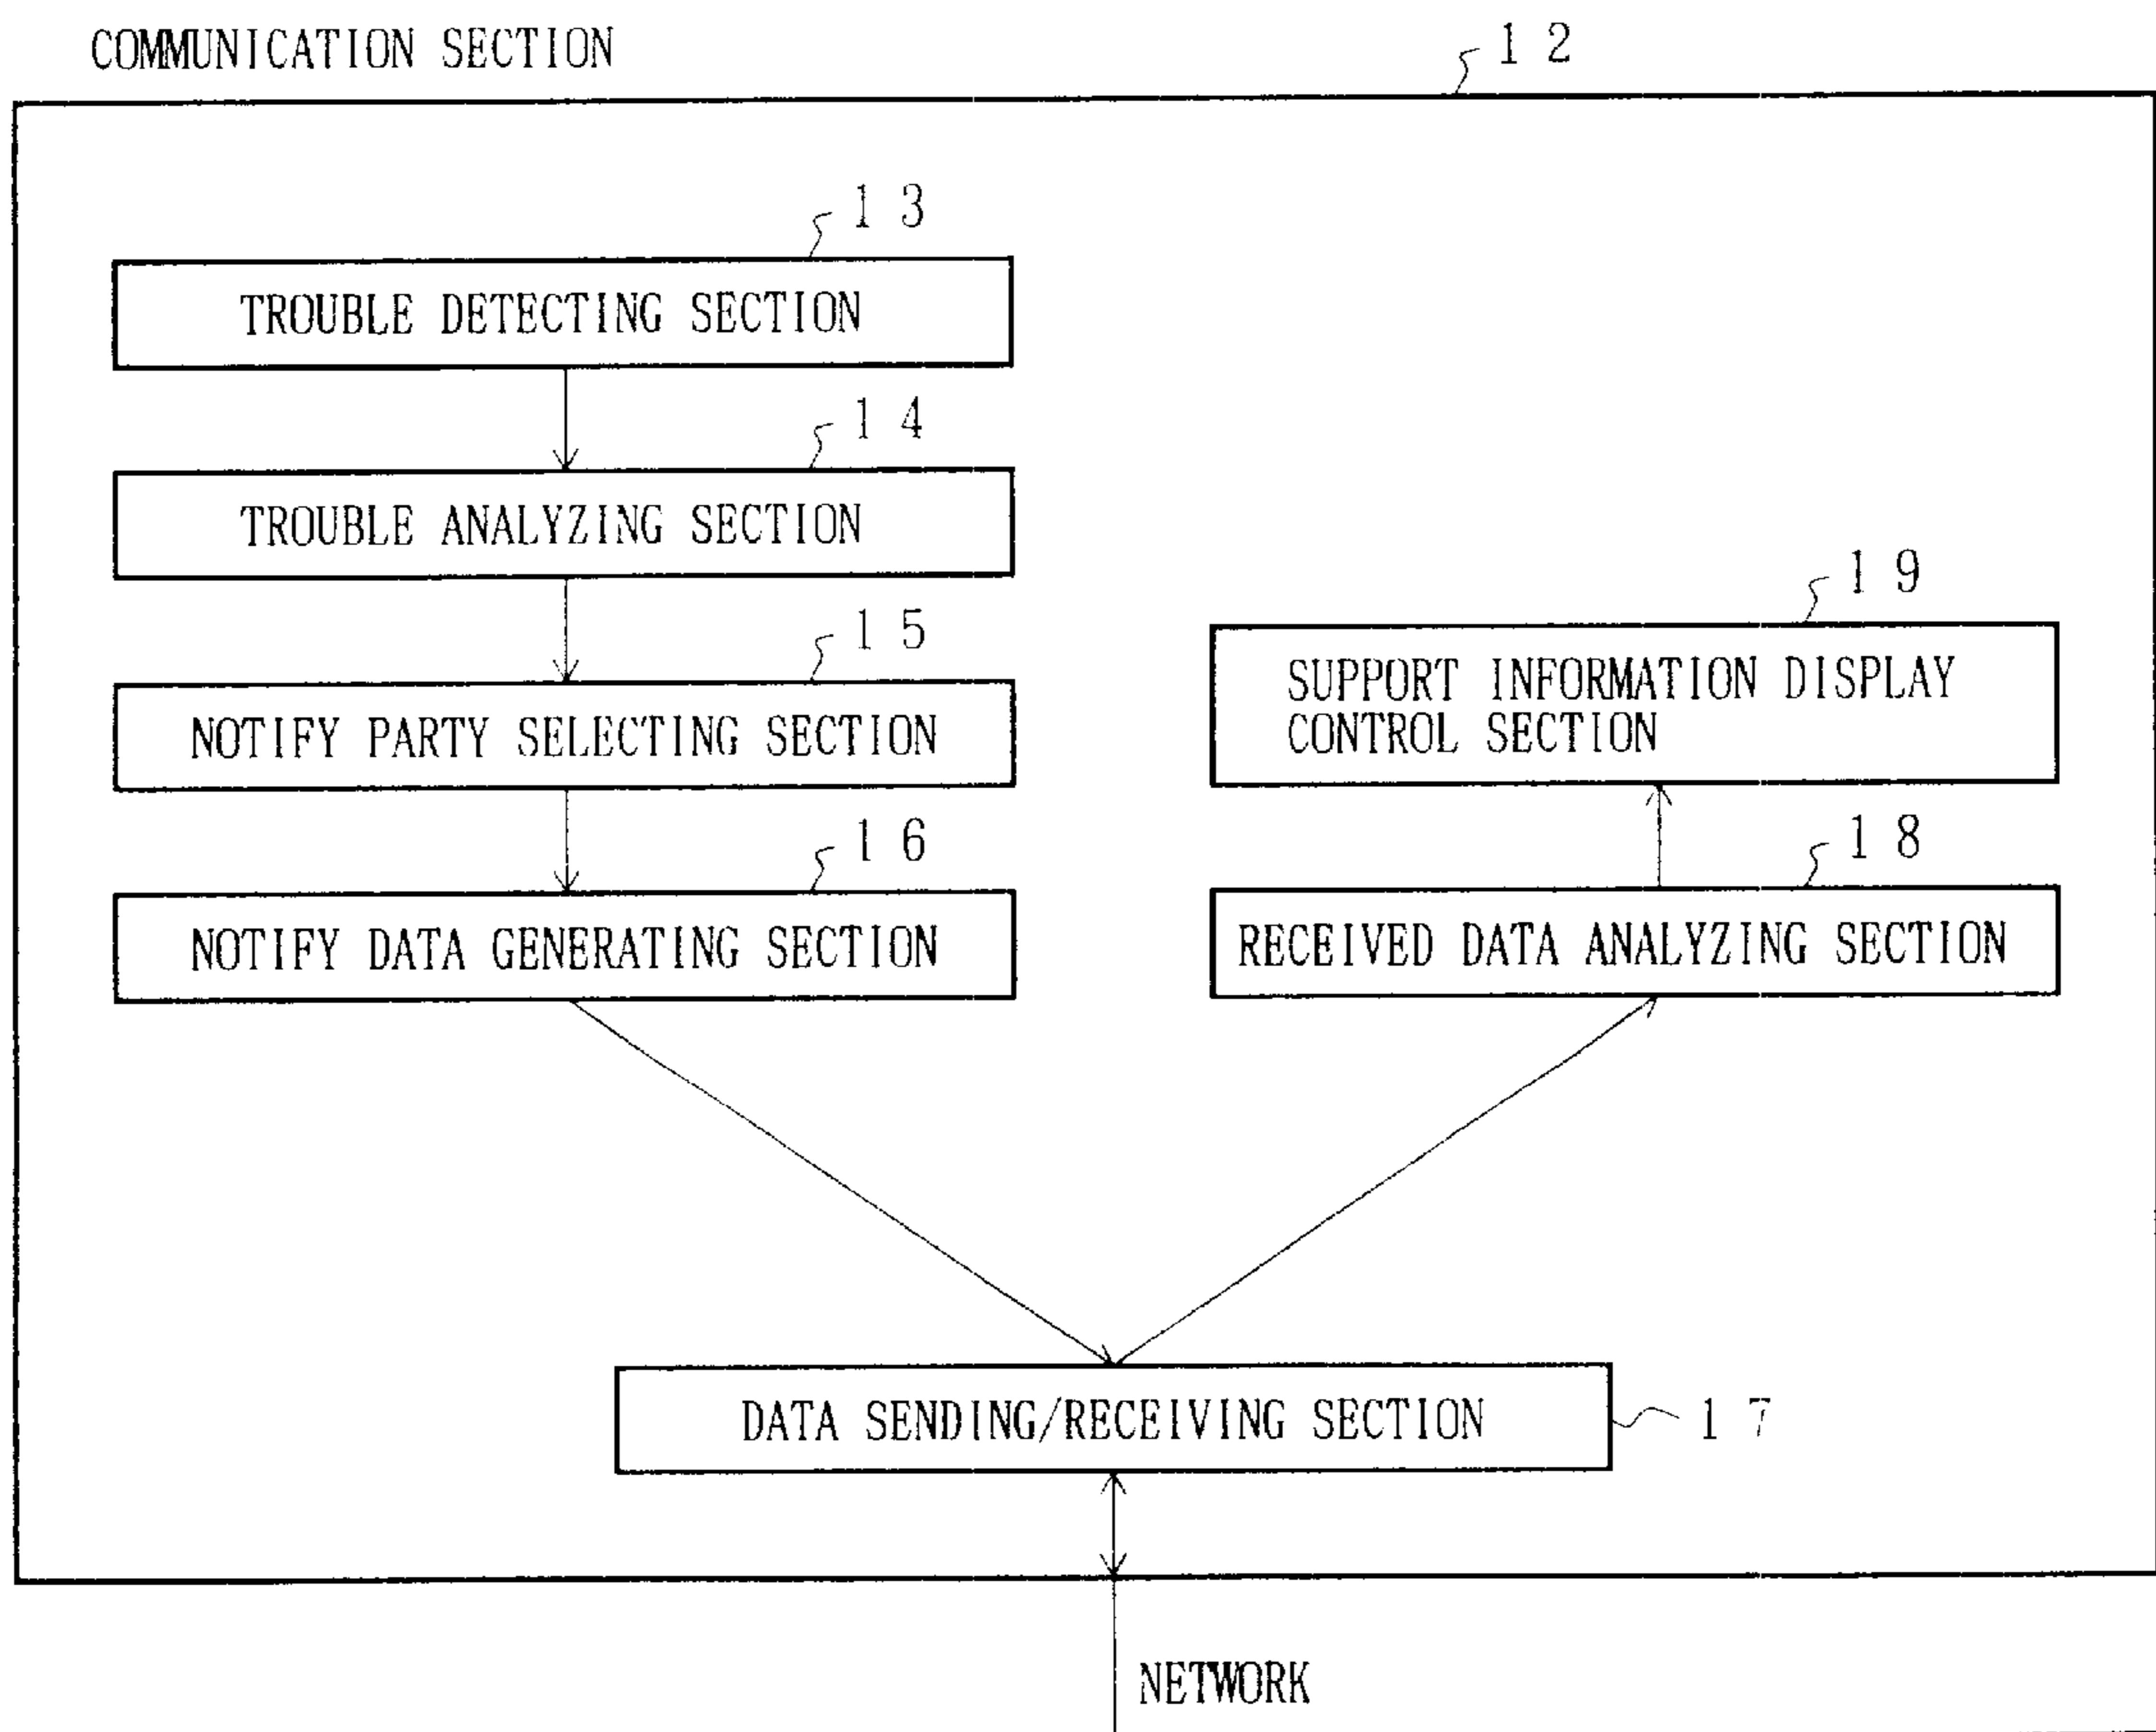 COMMUNICATION SECTION
12
13
TROUBLE DETECTING SECTION
14
TROUBLE ANALYZING SECTION
15
NOTIFY PARTY SELECTING SECTION
16
NOTIFY DATA GENERATING SECTION
19
SUPPORT INFORMATION DISPLAY
CONTROL SECTION
18
RECEIVED DATA ANALYZING SECTION
DATA SENDING/RECEIVING SECTION
17
NETWORK